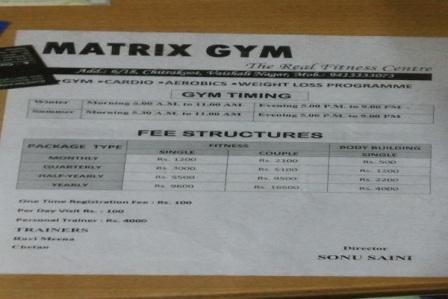 MATRIX GYM
The Real Fitness Centre
Add.: 6/18, Chitrakoot, Vaishali Nagar, Mob.: 9413333073
GYM •CARDIO •AEROBICS •WEIGHT LOSS PROGRAMME
GYM TIMING
Winter Morning 5.00 A.M. to 11.00 AM Evening 5.00 P.M. to 9.00 PM
Summer Morning 5.30 A.M. to 11.00 AM Evening 5.00 P.M. to 9.00 PM
FEE STRUCTURES
PACKAGE TYPE FITNESS BODY BUILDING
SINGLE COUPLE SINGLE
MONTHLY Rs. 1200 Rs. 2100 Rs. 500
QUARTERLY Rs. 3000 Rs. 5100 Rs. 1200
HALF-YEARLY Rs. 5500 Rs. 9500 Rs. 2200
YEARLY Rs. 9600 Rs. 16500 Rs. 4000
One Time Registration Fee : Rs. 100
Per Day Visit Rs. : 100
Personal Trainer : Rs. 4000
TRAINERS
Ravi Meena
Chetan
Director
SONU SAINI